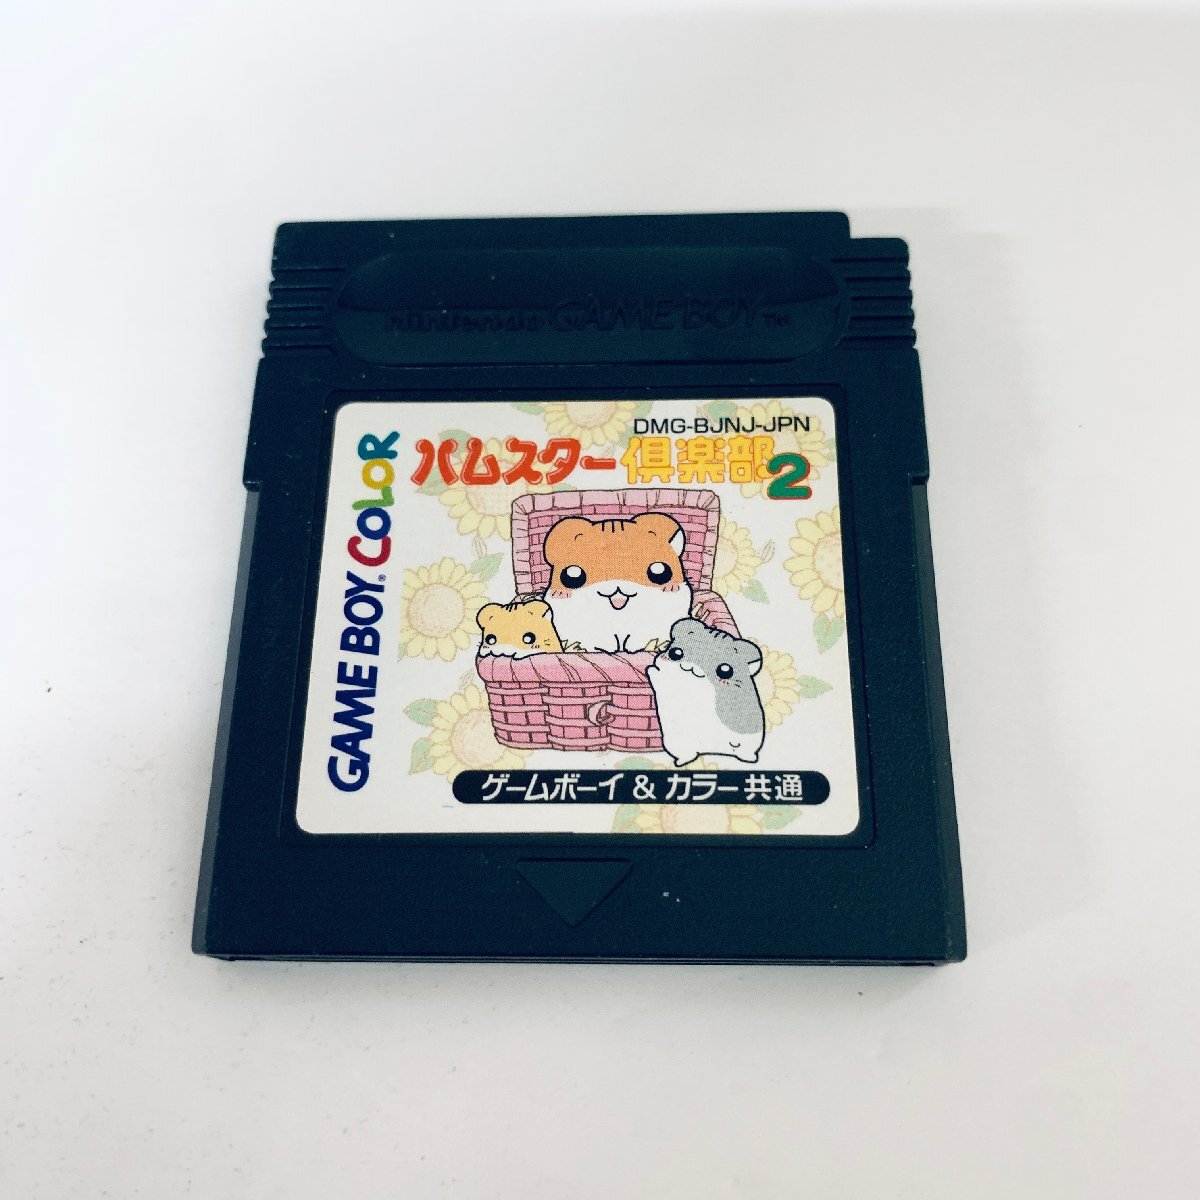 Nintendo GAME BOY TM
DMG-BJNJ-JPN
ハムスター倶楽部2
GAME BOY COLOR
ゲームボーイ & カラー共通